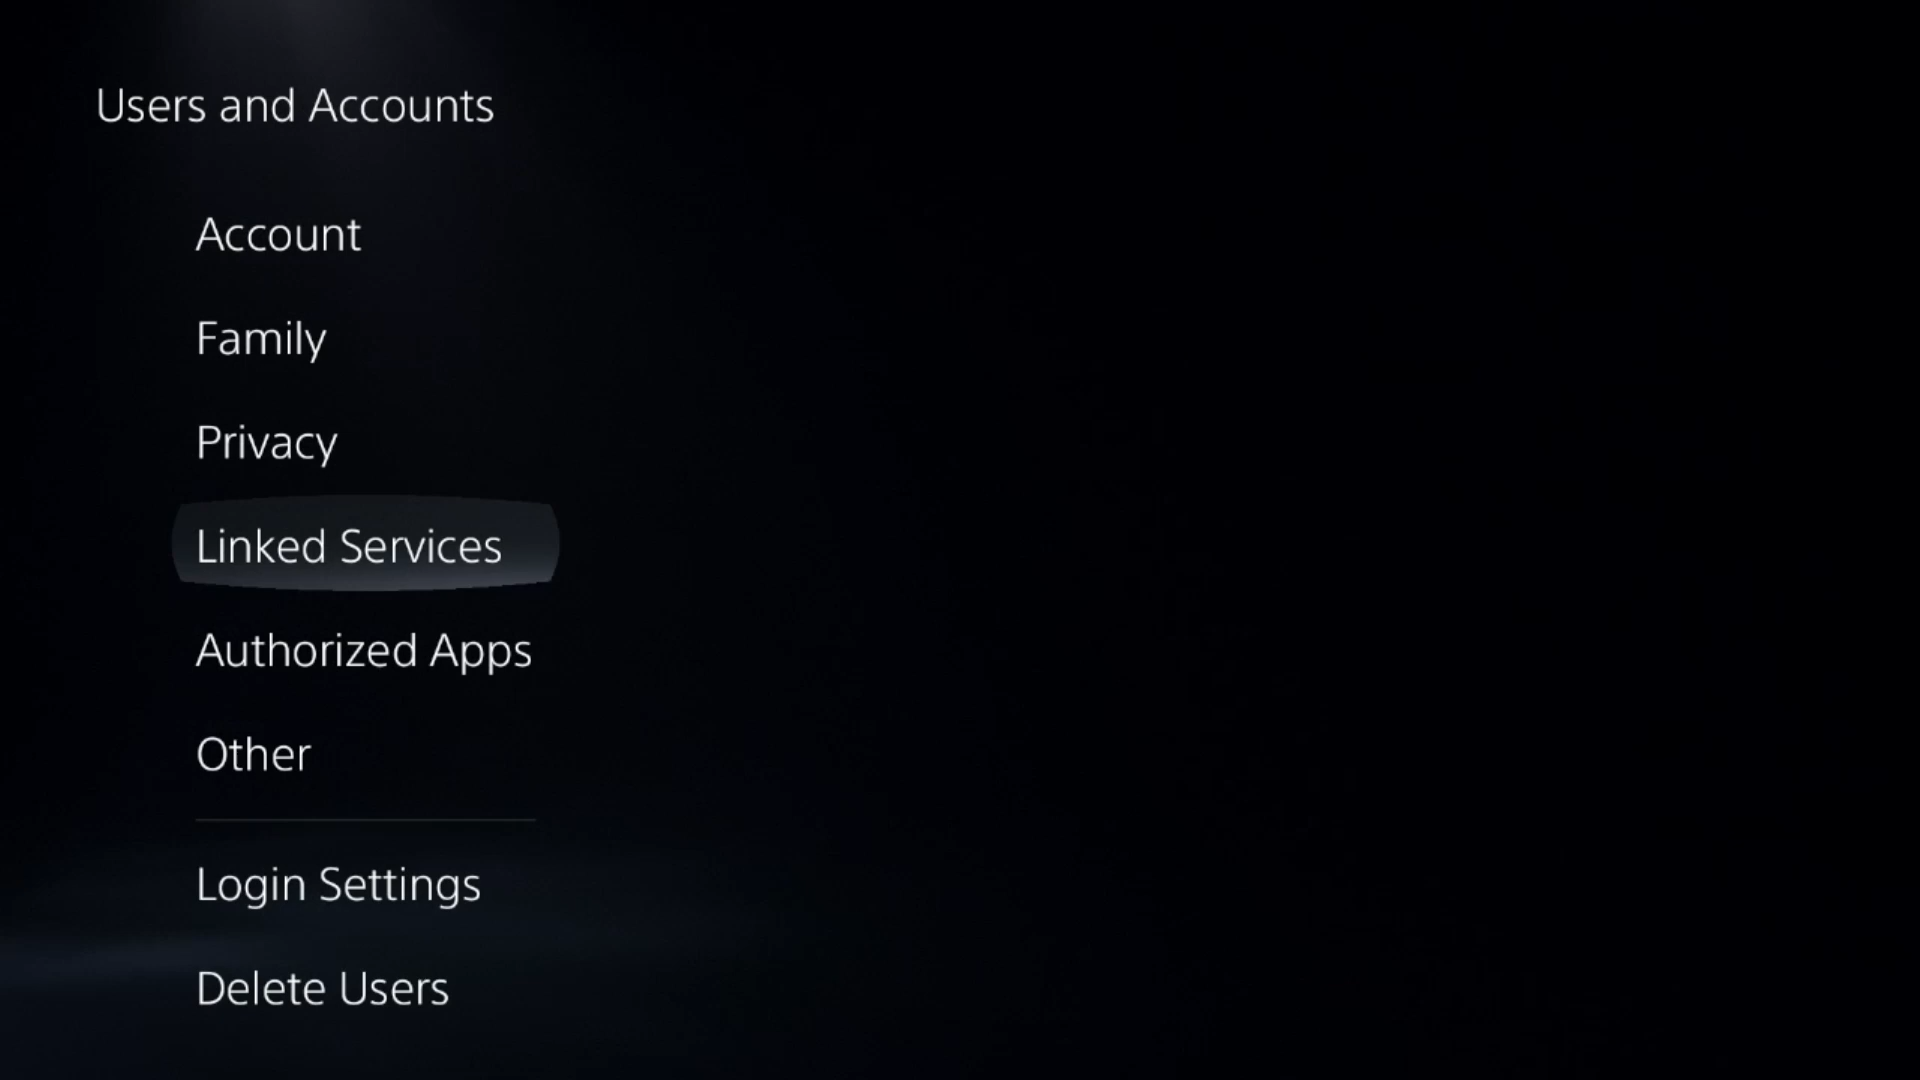 Users and Accounts
Account
Family
Privacy
Linked Services
Authorized Apps
Other
Login Settings
Delete Users